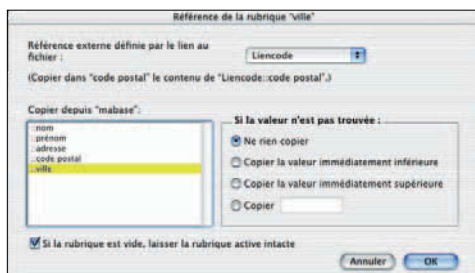 Référence de la rubrique "ville"
Référence externe définie par le lien au
fichier :
Liencode
(Copier dans "code postal" le contenu de "Liencode::code postal".)
Copier depuis "mabase":
::nom
::prénom
::adresse
::code postal
::ville
Si la valeur n'est pas trouvée :
Ne rien copier
Copier la valeur immédiatement inférieure
Copier la valeur immédiatement supérieure
Copier
Si la rubrique est vide, laisser la rubrique active intacte
Annuler
OK